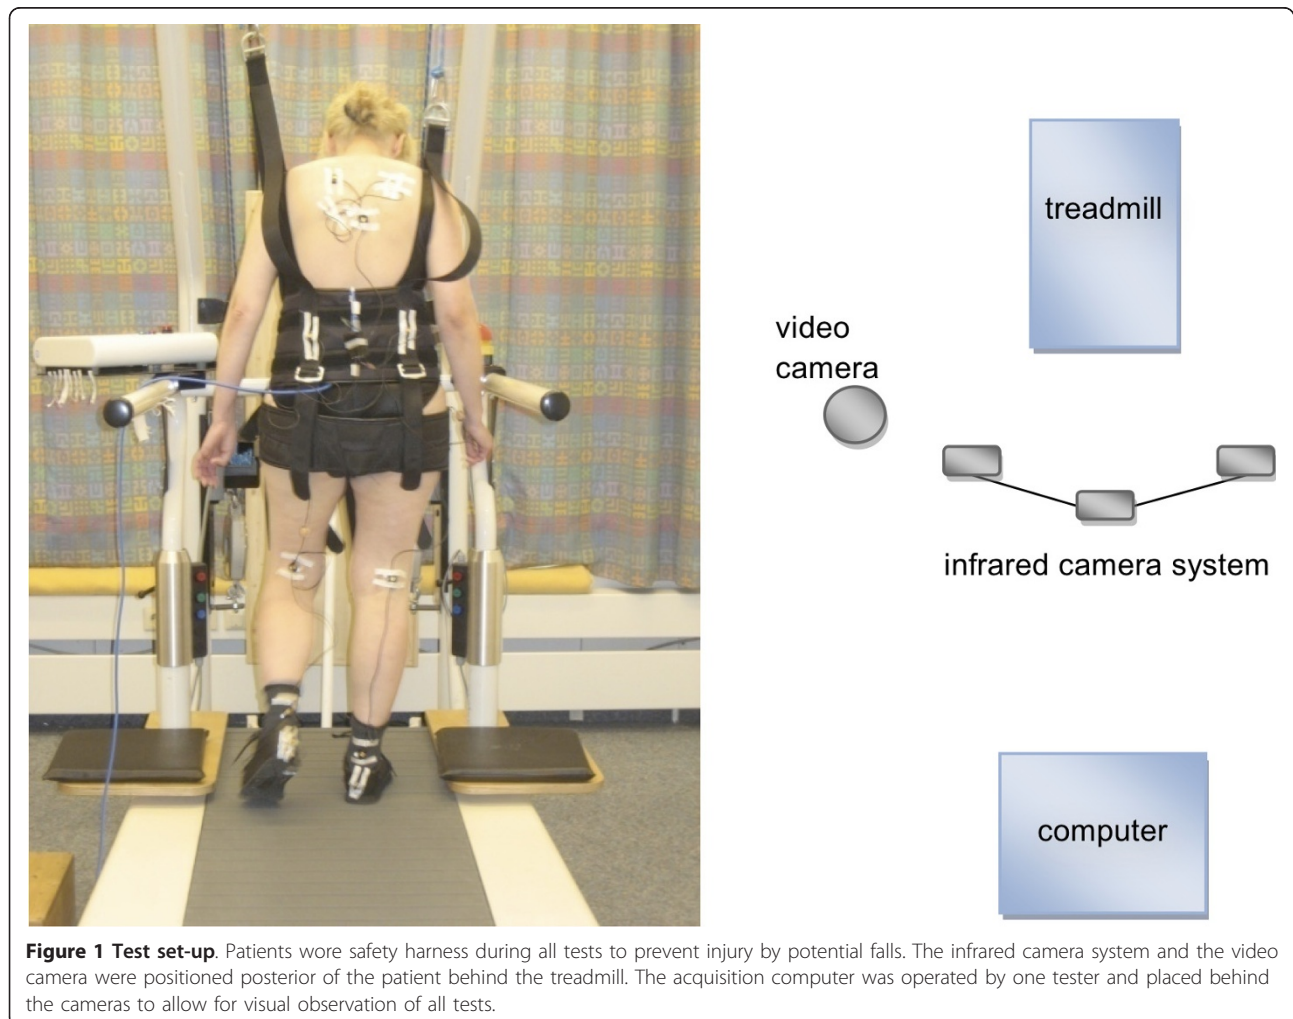 treadmill
video
camera
infrared camera system
computer
Figure 1 Test set-up. Patients wore safety harness during all tests to prevent injury by potential falls. The infrared camera system and the video
camera were positioned posterior of the patient behind the treadmill. The acquisition computer was operated by one tester and placed behind
the cameras to allow for visual observation of all tests.